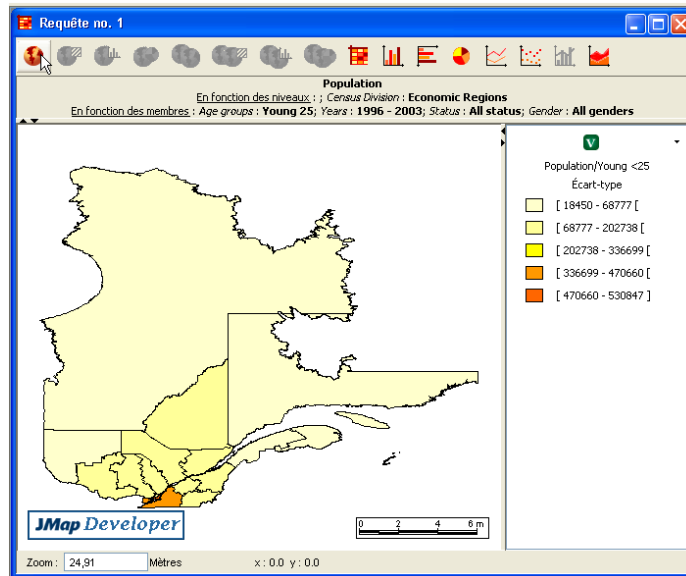 Requête no. 1
Population
En fonction des niveaux : ; Census Division : Economic Regions
En fonction des membres : Age groups : Young 25; Years : 1996 - 2003; Status : All status; Gender : All genders
V
Population/Young <25
Écart-type
[ 18450 - 68777 [
[ 68777 - 202738 [
[ 202738 - 336699 [
[ 336699 - 470660 [
[ 470660 - 530847 ]
JMap Developer
0 2 4 6 m
Zoom : 24,91 Mètres x : 0.0 y : 0.0